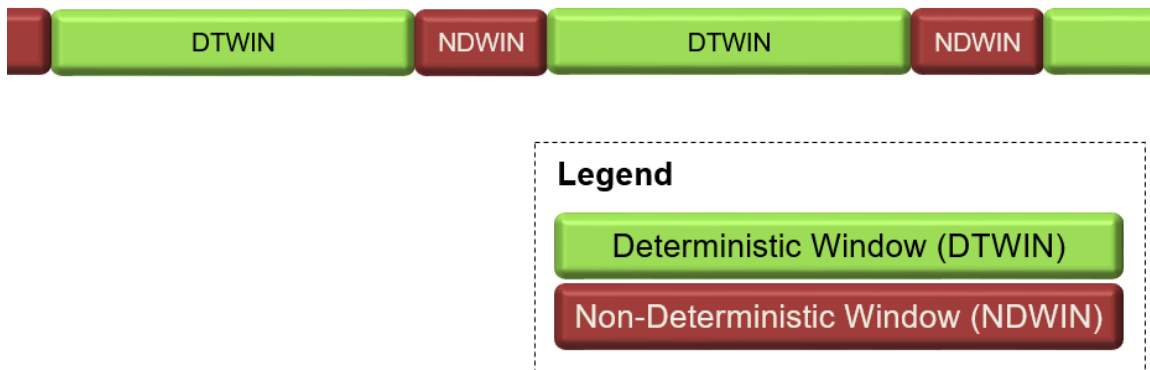 DTWIN NDWIN DTWIN NDWIN
Legend
Deterministic Window (DTWIN)
Non-Deterministic Window (NDWIN)